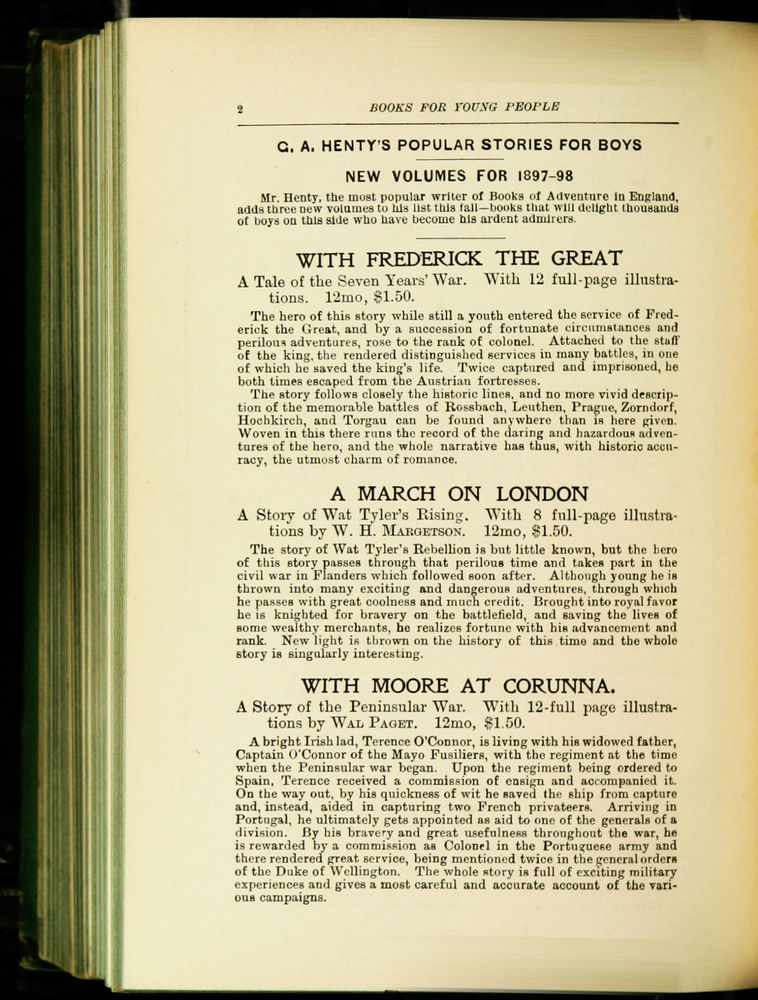 2 BOOKS FOR YOUNG PEOPLE
G. A. HENTY'S POPULAR STORIES FOR BOYS
NEW VOLUMES FOR 1897-98
Mr. Henty, the most popular writer of Books of Adventure in England,
adds three new volumes to his list this fall—books that will delight thousands
of boys on this side who have become his ardent admirers.
WITH FREDERICK THE GREAT
A Tale of the Seven Years' War. With 12 full-page illustra-
tions. 12mo, $1.50.
The hero of this story while still a youth entered the service of Fred-
erick the Great, and by a succession of fortunate circumstances and
perilous adventures, rose to the rank of colonel. Attached to the staff
of the king, the rendered distinguished services in many battles, in one
of which he saved the king's life. Twice captured and imprisoned, he
both times escaped from the Austrian fortresses.
The story follows closely the historic lines, and no more vivid descrip-
tion of the memorable battles of Rossbach, Leuthen, Prague, Zorndorf,
Hochkirch, and Torgau can be found anywhere than is here given.
Woven in this there runs the record of the daring and hazardous adven-
tures of the hero, and the whole narrative has thus, with historic accu-
racy, the utmost charm of romance.
A MARCH ON LONDON
A Story of Wat Tyler's Rising. With 8 full-page illustra-
tions by W. H. MARGETSON. 12mo, $1.50.
The story of Wat Tyler's Rebellion is but little known, but the hero
of this story passes through that perilous time and takes part in the
civil war in Flanders which followed soon after. Although young he is
thrown into many exciting and dangerous adventures, through which
he passes with great coolness and much credit. Brought into royal favor
he is knighted for bravery on the battlefield, and saving the lives of
some wealthy merchants, he realizes fortune with his advancement and
rank. New light is thrown on the history of this time and the whole
story is singularly interesting.
WITH MOORE AT CORUNNA.
A Story of the Peninsular War. With 12-full page illustra-
tions by WAL PAGET. 12mo, $1.50.
A bright Irish lad, Terence O'Connor, is living with his widowed father,
Captain O'Connor of the Mayo Fusiliers, with the regiment at the time
when the Peninsular war began. Upon the regiment being ordered to
Spain, Terence received a commission of ensign and accompanied it.
On the way out, by his quickness of wit he saved the ship from capture
and, instead, aided in capturing two French privateers. Arriving in
Portugal, he ultimately gets appointed as aid to one of the generals of a
division. By his bravery and great usefulness throughout the war, he
is rewarded by a commission as Colonel in the Portuguese army and
there rendered great service, being mentioned twice in the general orders
of the Duke of Wellington. The whole story is full of exciting military
experiences and gives a most careful and accurate account of the vari-
ous campaigns.